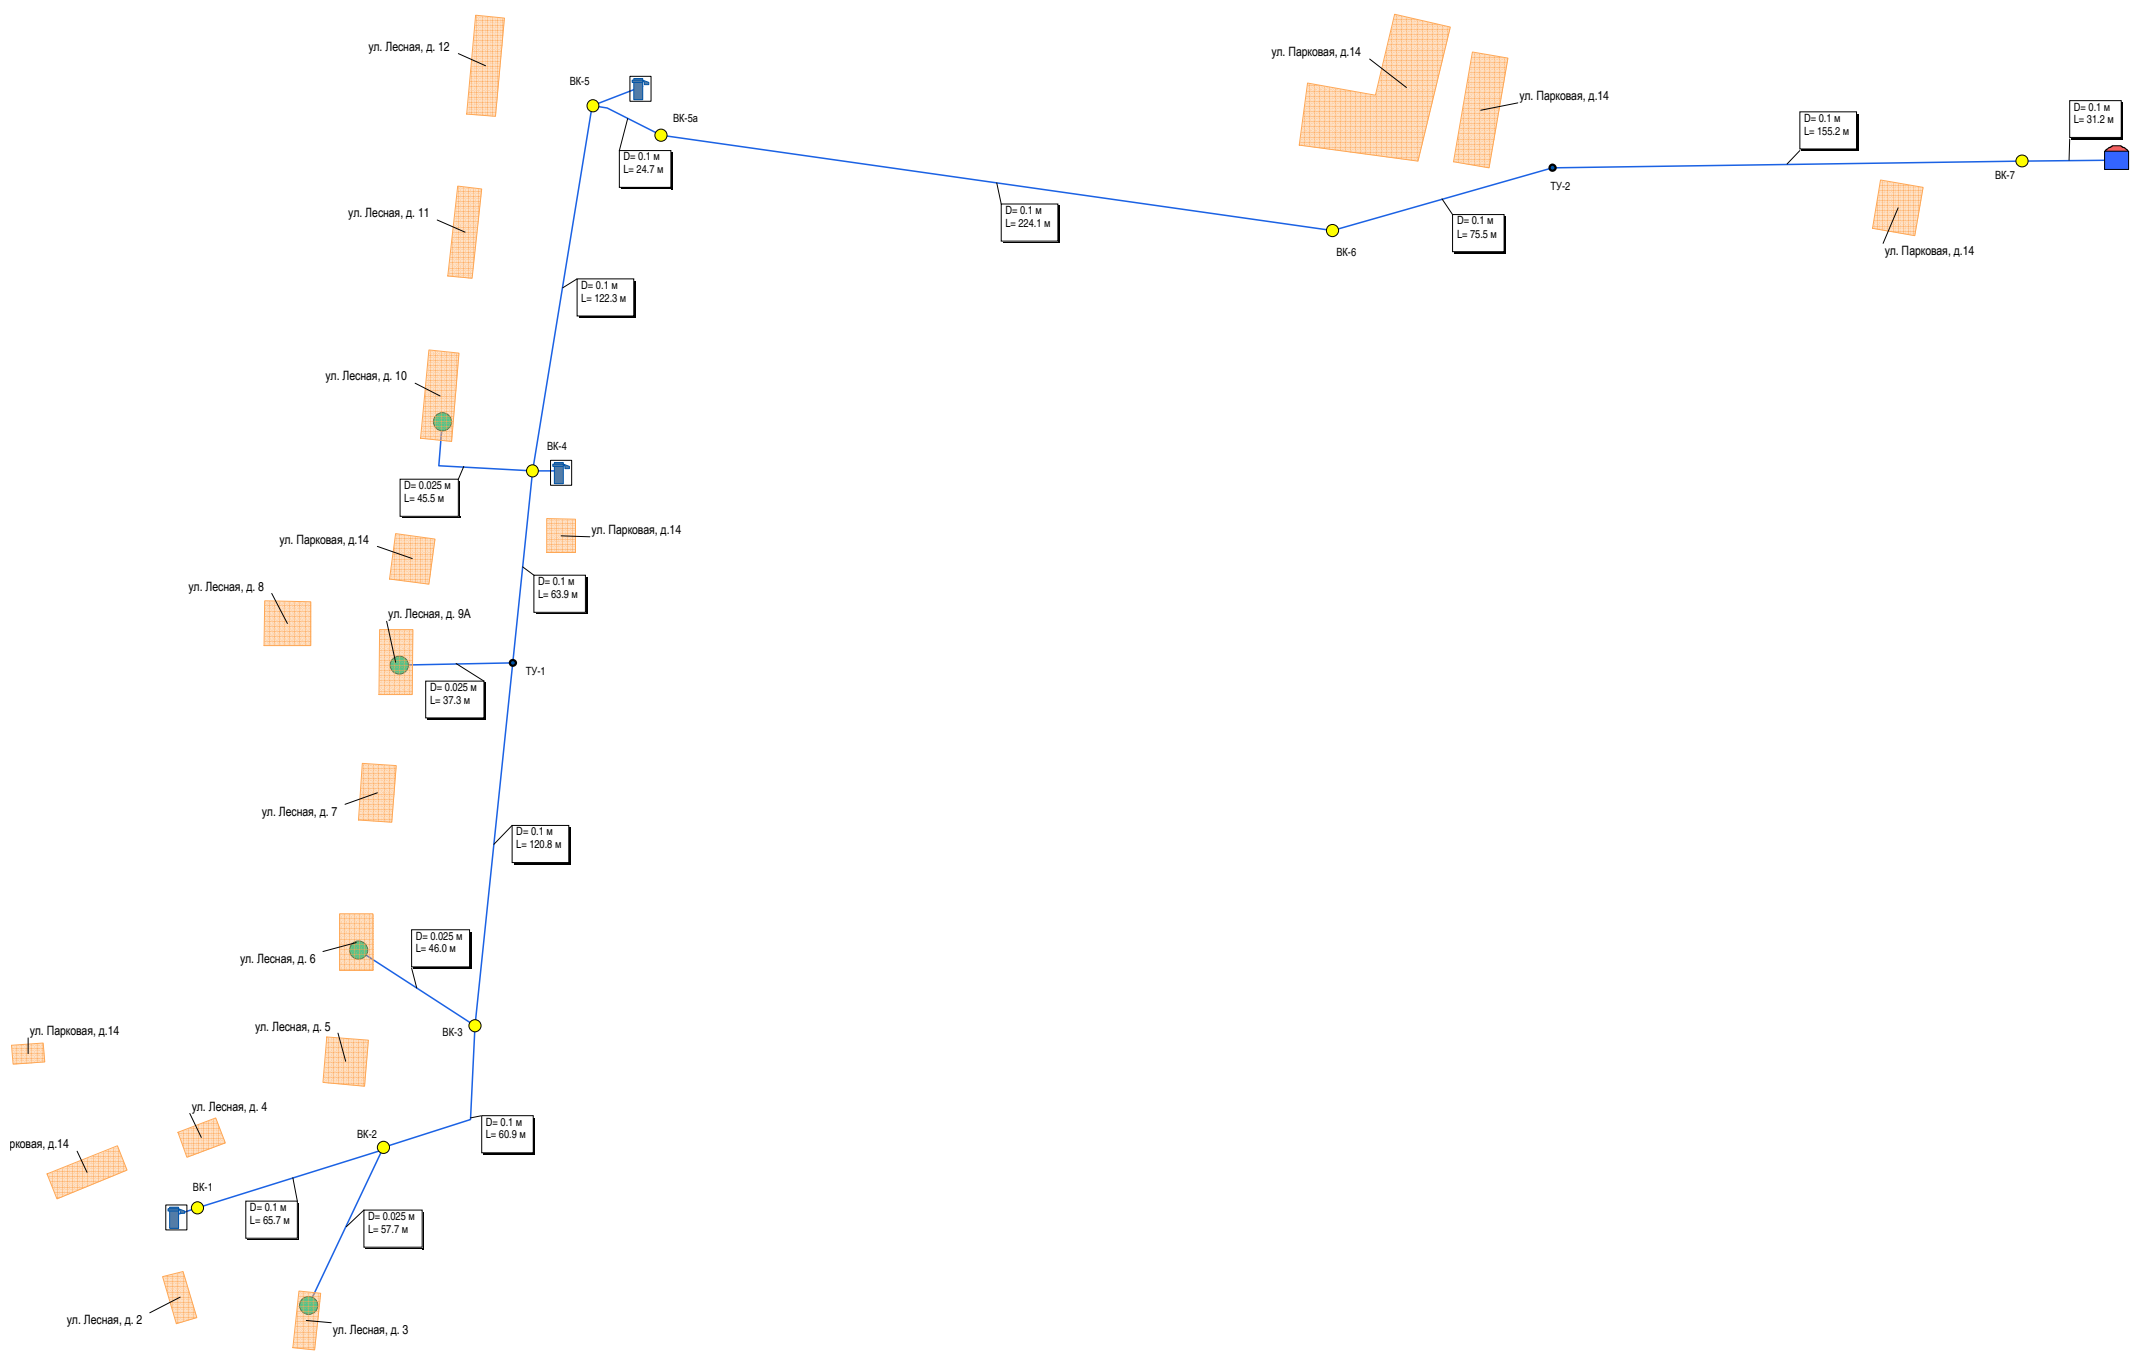 ул. Лесная, д. 12
ВК-5
ул. Парковая, д.14
ул. Парковая, д.14
D= 0.1 м
L= 155.2 м
D= 0.1 м
L= 31.2 м
ВК-5а
D= 0.1 м
L= 24.7 м
ТУ-2
ВК-7
ул. Лесная, д. 11
D= 0.1 м
L= 224.1 м
D= 0.1 м
L= 75.5 м
ВК-6
ул. Парковая, д.14
D= 0.1 м
L= 122.3 м
ул. Лесная, д. 10
ВК-4
D= 0.025 м
L= 45.5 м
ул. Парковая, д.14
ул. Парковая, д.14
ул. Лесная, д. 8
D= 0.1 м
L= 63.9 м
ул. Лесная, д. 9А
ТУ-1
D= 0.025 м
L= 37.3 м
ул. Лесная, д. 7
D= 0.1 м
L= 120.8 м
D= 0.025 м
L= 46.0 м
ул. Лесная, д. 6
ул. Парковая, д.14
ул. Лесная, д. 5
ВК-3
ул. Лесная, д. 4
D= 0.1 м
L= 60.9 м
рковая, д.14
ВК-2
ВК-1
D= 0.1 м
L= 65.7 м
D= 0.025 м
L= 57.7 м
ул. Лесная, д. 2
ул. Лесная, д. 3